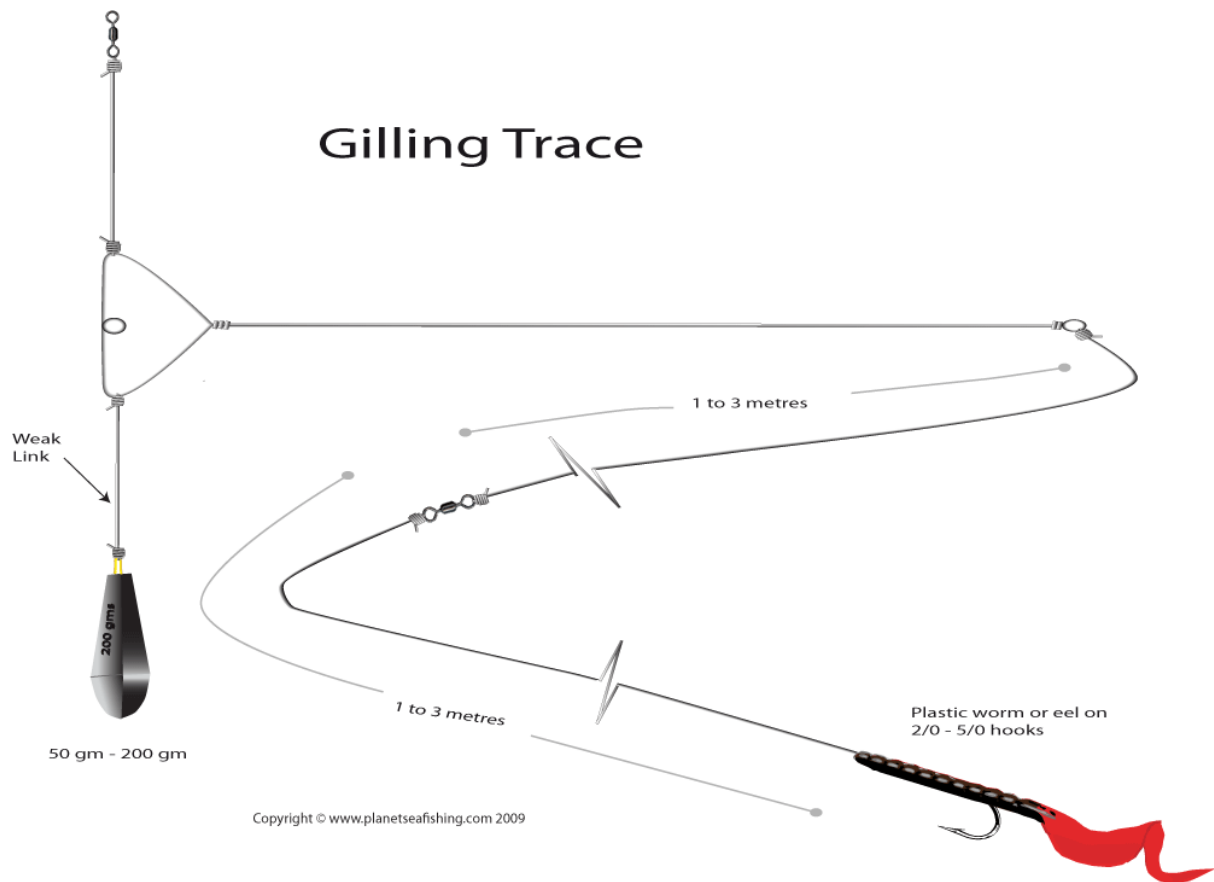 Gilling Trace
1 to 3 metres
Weak
Link
200 gms
1 to 3 metres
50 gm - 200 gm
Plastic worm or eel on
2/0 - 5/0 hooks
Copyright © www.planetseafishing.com 2009